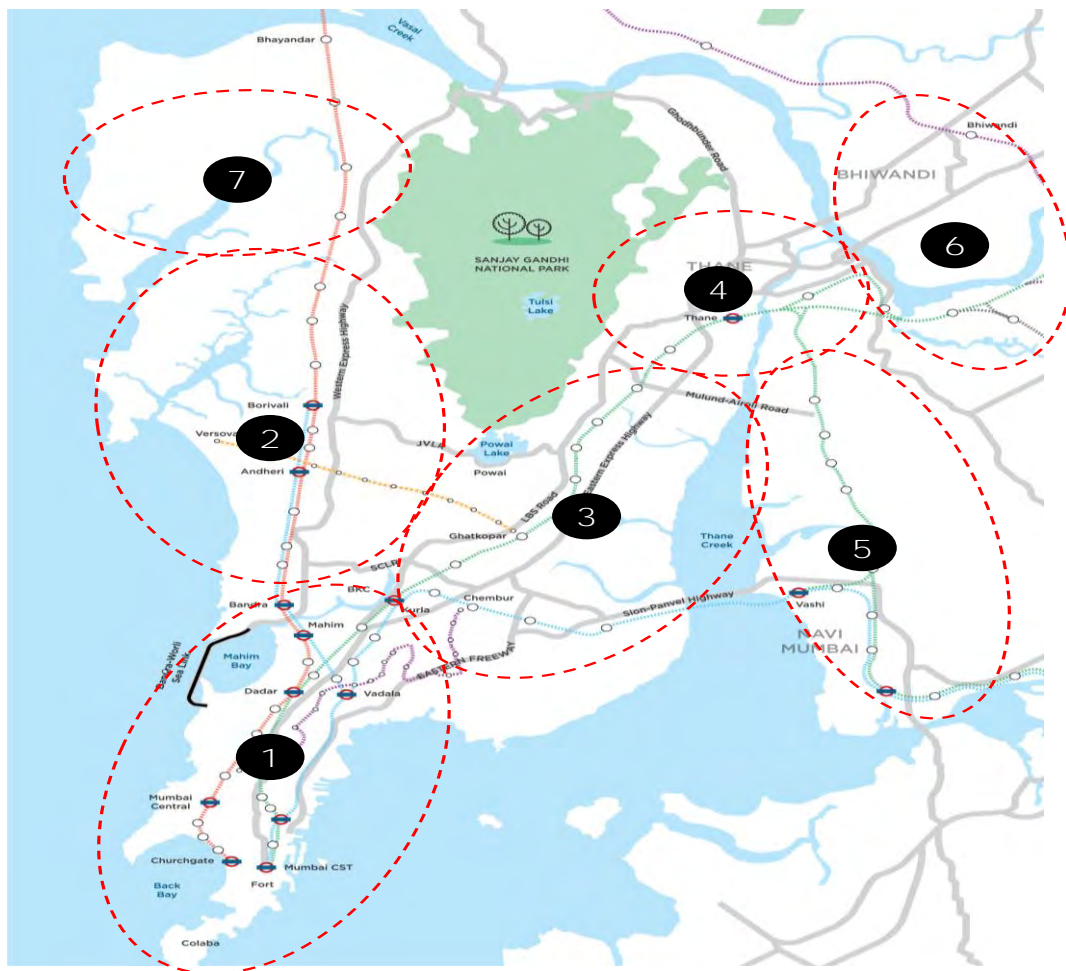 Bhayandar
Vasai
Creek
Ghodhbunder Road
Bhiwandi
BHIWANDI
7
SANJAY GANDHI
NATIONAL PARK
Tulsi
Lake
THANE
4
Thane
6
Western Express Highway
Mulund-Airoli Road
Borivali
2
Andheri
JVLR
Powai
Lake
Powai
LBS Road
Eastern Express Highway
3
Ghatkopar
Thane
Creek
5
SCLR
BKC
Kurla
Chembur
Sion-Panvel Highway
Vashi
NAVI
MUMBAI
Bandra
Mahim
Mahim
Bay
Bandra-Worli
Sea Link
EASTERN FREEWAY
Dadar
Vadala
1
Mumbai
Central
Churchgate
Mumbai CST
Fort
Back
Bay
Colaba